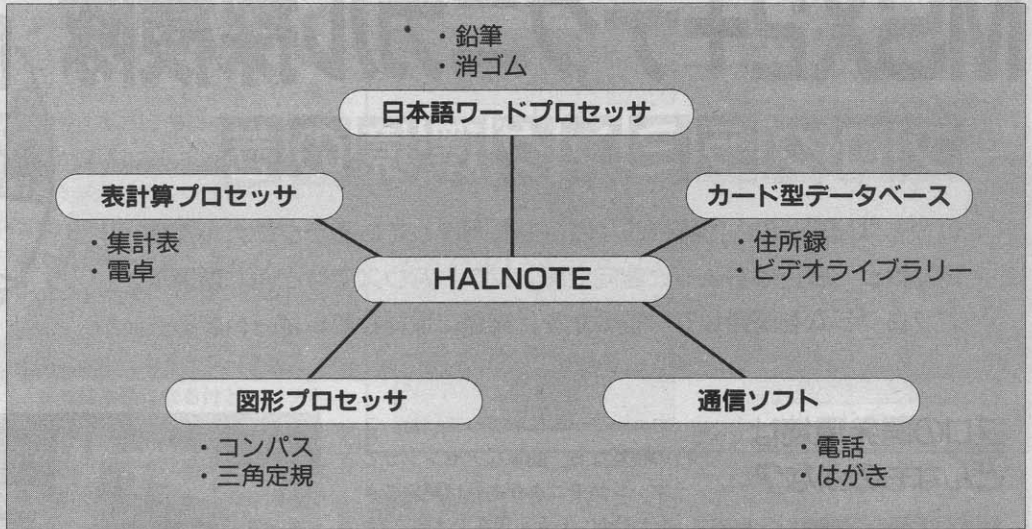 ・鉛筆
・消ゴム
日本語ワードプロセッサ
表計算プロセッサ
・集計表
・電卓
カード型データベース
・住所録
・ビデオライブラリー
HALNOTE
図形プロセッサ
・コンパス
・三角定規
通信ソフト
・電話
・はがき